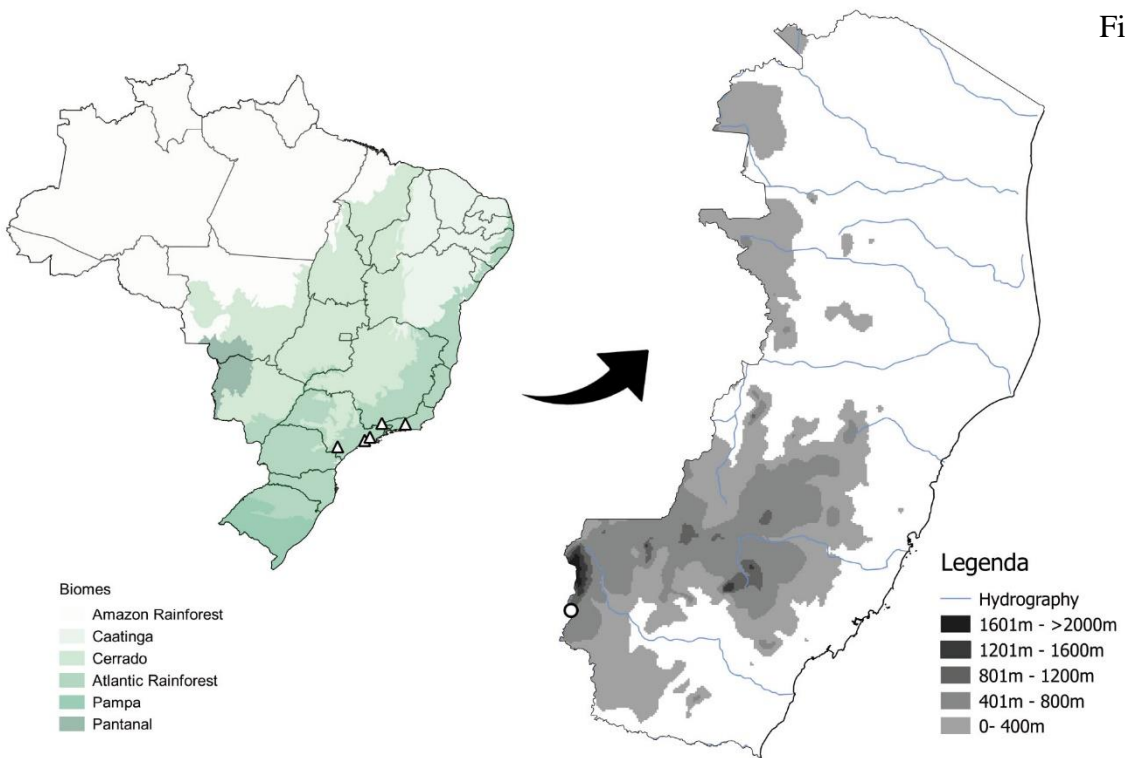 Fi
Biomes
Amazon Rainforest
Caatinga
Cerrado
Atlantic Rainforest
Pampa
Pantanal
Legenda
Hydrography
1601m - >2000m
1201m - 1600m
801m - 1200m
401m - 800m
0- 400m